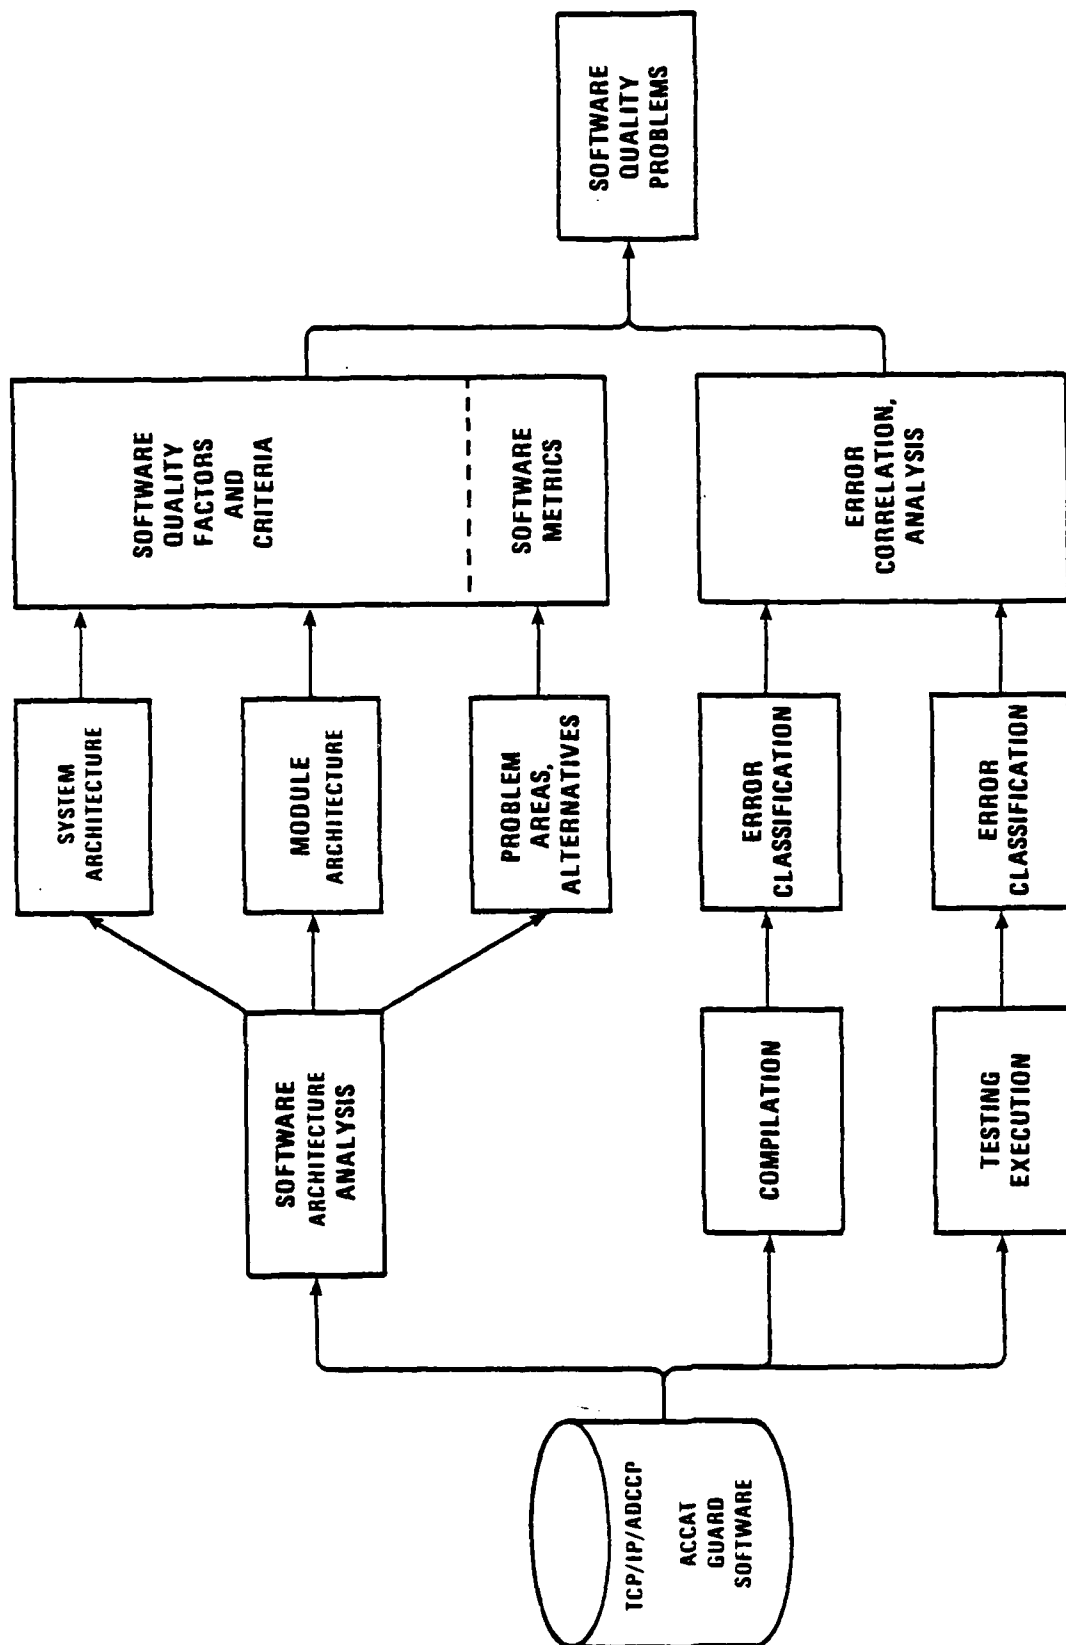 TCP/IP/ADCCP
ACCAT
GUARD
SOFTWARE
SOFTWARE
ARCHITECTURE
ANALYSIS
COMPILATION
TESTING
EXECUTION
SYSTEM
ARCHITECTURE
MODULE
ARCHITECTURE
PROBLEM
AREAS,
ALTERNATIVES
ERROR
CLASSIFICATION
ERROR
CLASSIFICATION
SOFTWARE
QUALITY
FACTORS
AND
CRITERIA
SOFTWARE
METRICS
ERROR
CORRELATION,
ANALYSIS
SOFTWARE
QUALITY
PROBLEMS